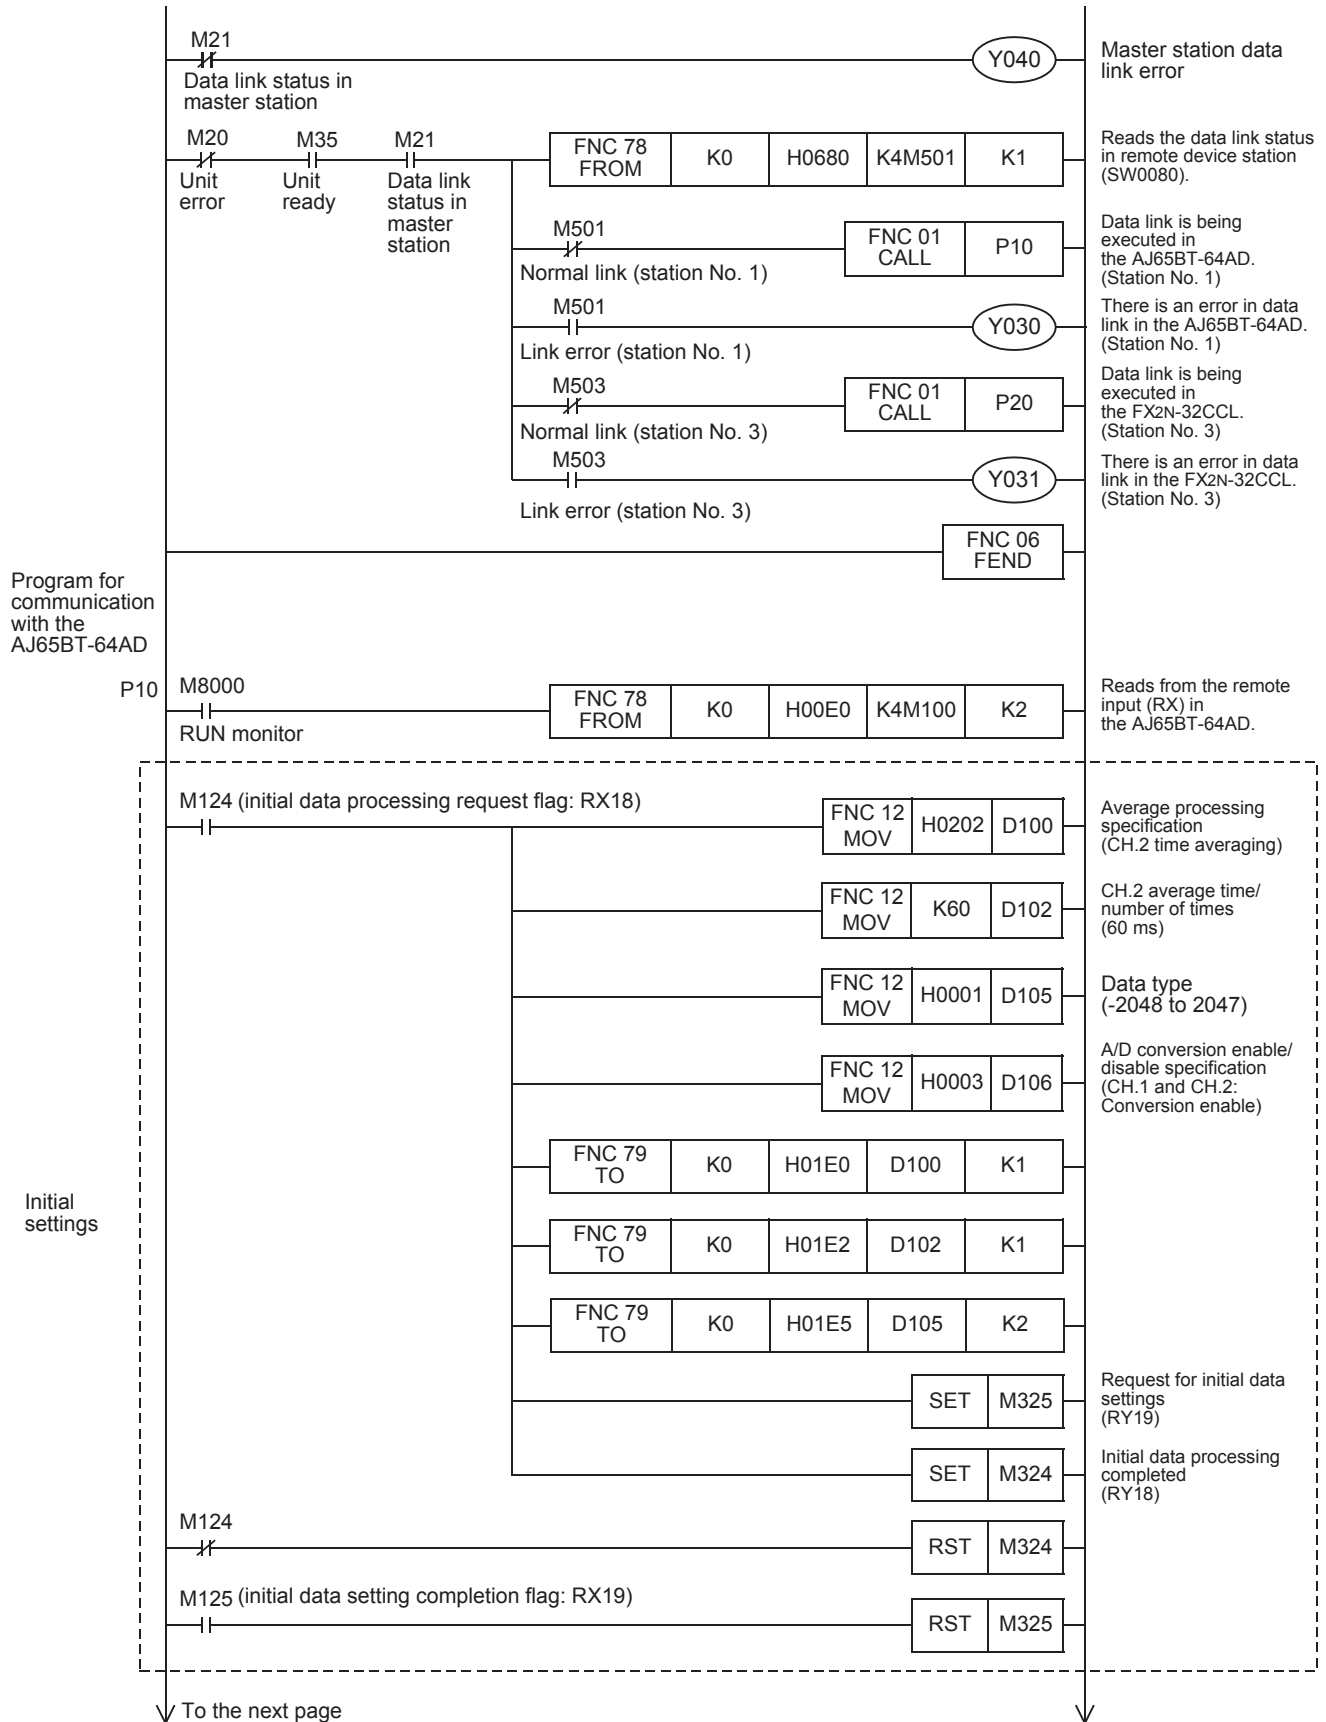 M21
Data link status in
master station
Y040
Master station data
link error
M20
Unit
error
M35
Unit
ready
M21
Data link
status in
master
station
FNC 78
FROM
K0
H0680
K4M501
K1
Reads the data link status
in remote device station
(SW0080).
M501
Normal link (station No. 1)
FNC 01
CALL
P10
Data link is being
executed in
the AJ65BT-64AD.
(Station No. 1)
M501
Link error (station No. 1)
Y030
There is an error in data
link in the AJ65BT-64AD.
(Station No. 1)
M503
Normal link (station No. 3)
FNC 01
CALL
P20
Data link is being
executed in
the FX2N-32CCL.
(Station No. 3)
M503
Link error (station No. 3)
Y031
There is an error in data
link in the FX2N-32CCL.
(Station No. 3)
FNC 06
FEND
Program for
communication
with the
AJ65BT-64AD
P10
M8000
RUN monitor
FNC 78
FROM
K0
H00E0
K4M100
K2
Reads from the remote
input (RX) in
the AJ65BT-64AD.
Initial
settings
M124 (initial data processing request flag: RX18)
FNC 12
MOV
H0202
D100
Average processing
specification
(CH.2 time averaging)
FNC 12
MOV
K60
D102
CH.2 average time/
number of times
(60 ms)
FNC 12
MOV
H0001
D105
Data type
(-2048 to 2047)
FNC 12
MOV
H0003
D106
A/D conversion enable/
disable specification
(CH.1 and CH.2:
Conversion enable)
FNC 79
TO
K0
H01E0
D100
K1
FNC 79
TO
K0
H01E2
D102
K1
FNC 79
TO
K0
H01E5
D105
K2
SET
M325
Request for initial data
settings
(RY19)
SET
M324
Initial data processing
completed
(RY18)
M124
RST
M324
M125 (initial data setting completion flag: RX19)
RST
M325
To the next page